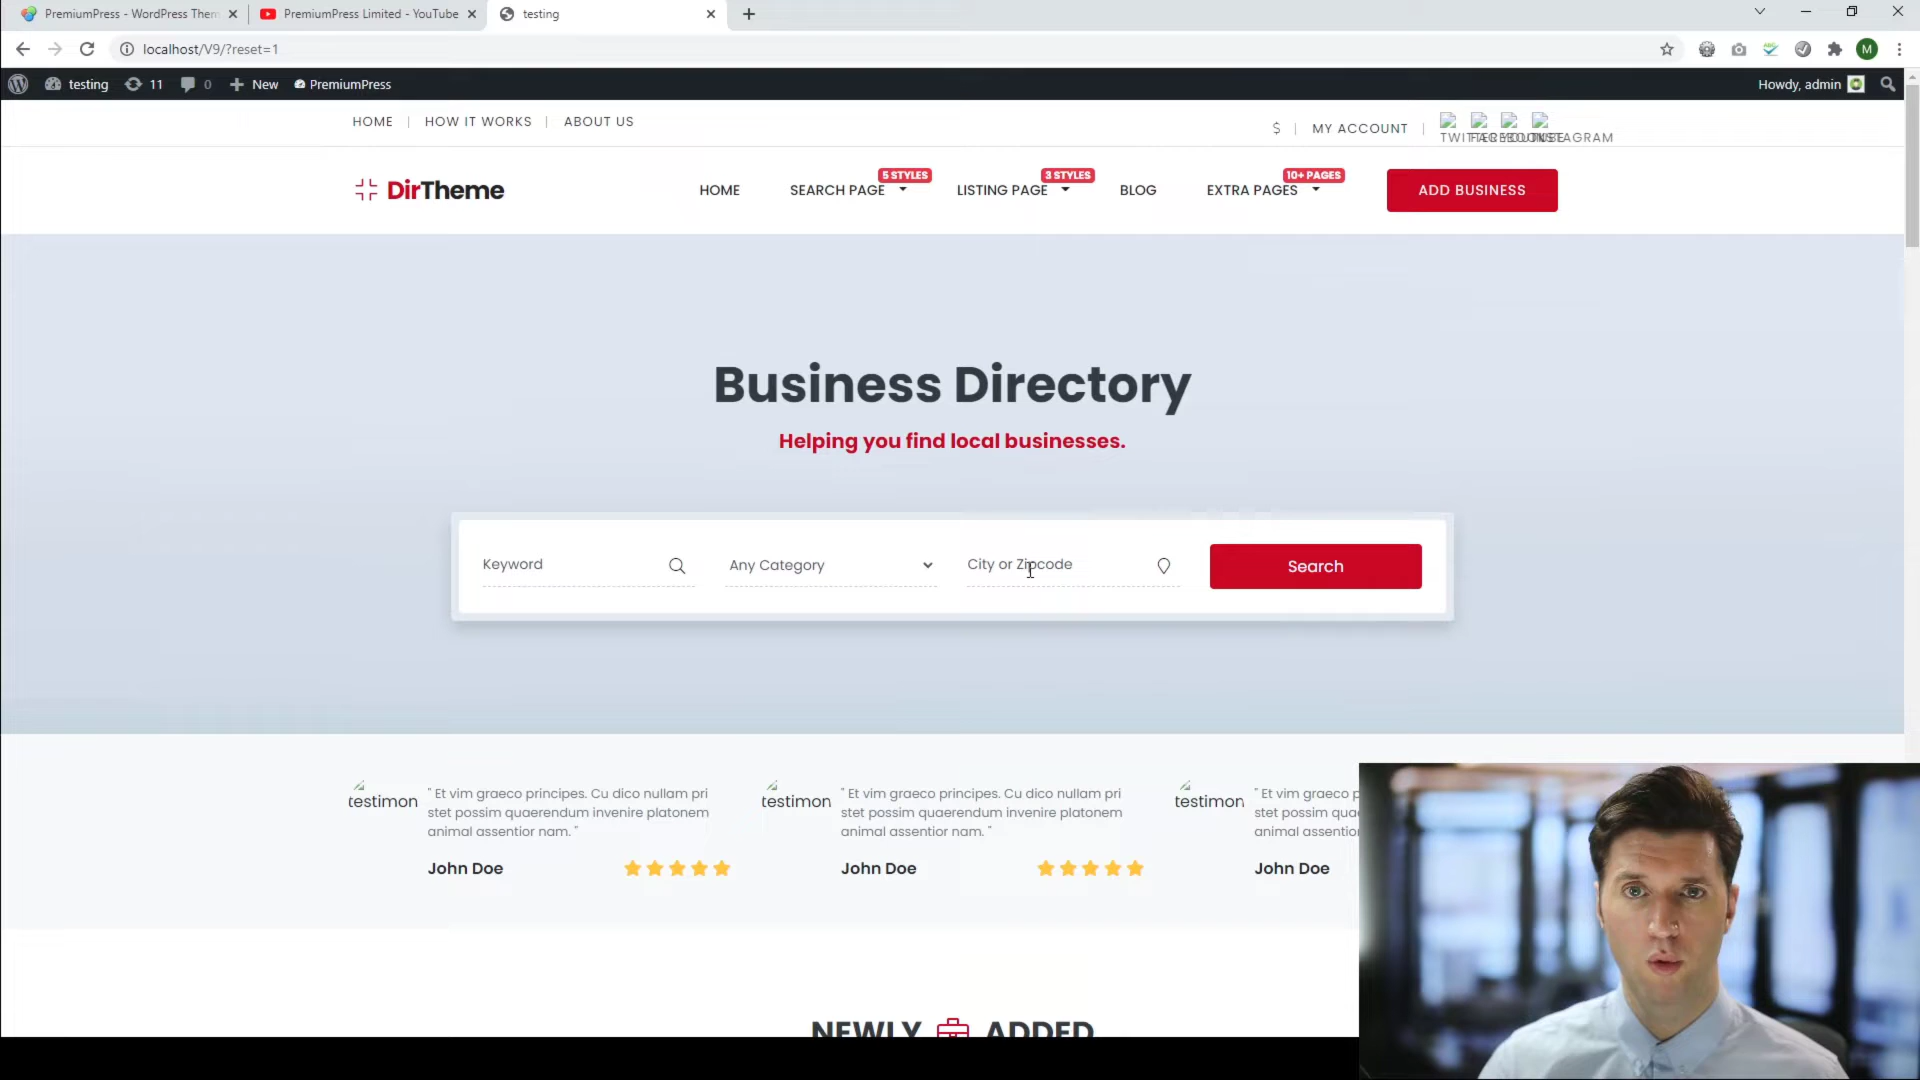 PremiumPress - WordPress Them
PremiumPress Limited - YouTube
testing
localhost/V9/?reset=1
M
testing
11
0
New
PremiumPress
Howdy, admin
HOME
HOW IT WORKS
ABOUT US
$
MY ACCOUNT
DirTheme
HOME
SEARCH PAGE
5 STYLES
LISTING PAGE
3 STYLES
BLOG
EXTRA PAGES
10+ PAGES
ADD BUSINESS
Business Directory
Helping you find local businesses.
Keyword
Any Category
City or Zipcode
Search
testimon
" Et vim graeco principes. Cu dico nullam pri
stet possim quaerendum invenire platonem
animal assentior nam. "
John Doe
testimon
" Et vim graeco principes. Cu dico nullam pri
stet possim quaerendum invenire platonem
animal assentior nam. "
John Doe
testimon
" Et vim graeco p
stet possim qua
animal assentior
John Doe
NEWLY ADDED